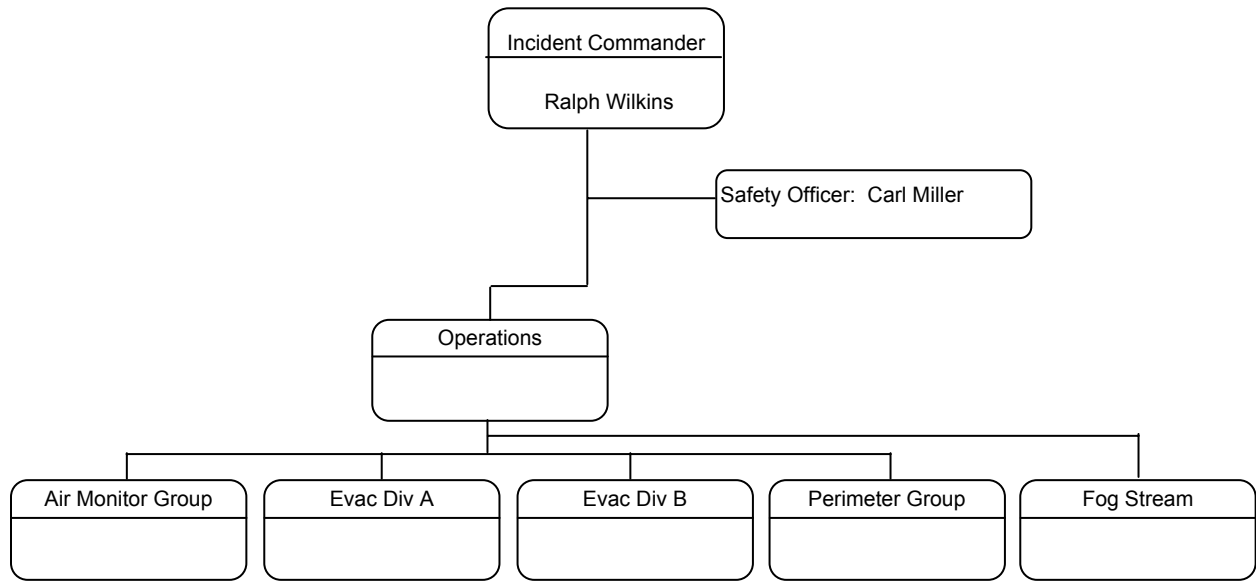 Incident Commander
Ralph Wilkins
Safety Officer:  Carl Miller
Operations
Air Monitor Group
Evac Div A
Evac Div B
Perimeter Group
Fog Stream